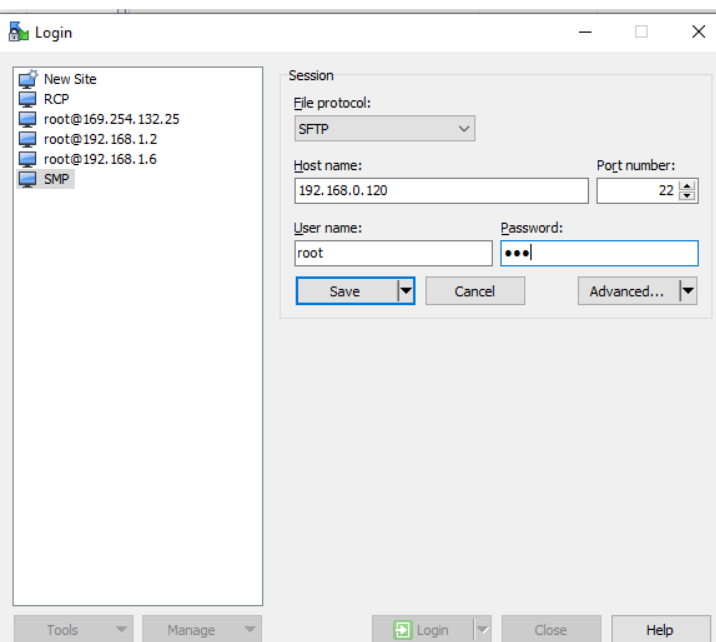 Login
New Site
RCP
root@169.254.132.25
root@192.168.1.2
root@192.168.1.6
SMP
Session
File protocol:
SFTP
Host name:
Port number:
192.168.0.120
22
User name:
Password:
root
•••
Save
Cancel
Advanced...
Tools
Manage
Login
Close
Help